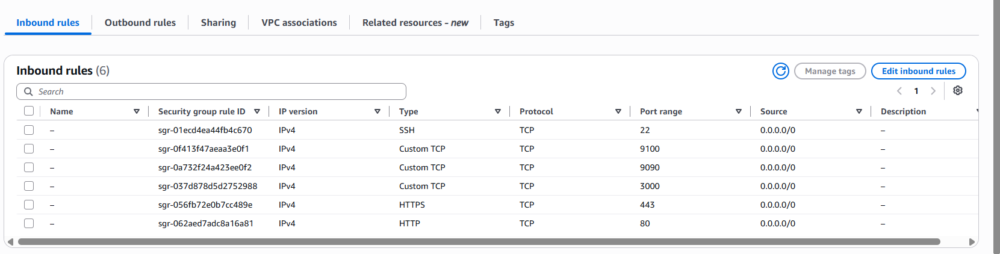 Inbound rules Outbound rules Sharing VPC associations Related resources - new Tags
Inbound rules (6) Manage tags Edit inbound rules
Search 1
Name Security group rule ID IP version Type Protocol Port range Source Description
– sgr-01ecd4ea44fb4c670 IPv4 SSH TCP 22 0.0.0.0/0 –
– sgr-0f413f47aeaa3e0f1 IPv4 Custom TCP TCP 9100 0.0.0.0/0 –
– sgr-0a732f24a423ee0f2 IPv4 Custom TCP TCP 9090 0.0.0.0/0 –
– sgr-037d878d5d2752988 IPv4 Custom TCP TCP 3000 0.0.0.0/0 –
– sgr-056fb72e0b7cc489e IPv4 HTTPS TCP 443 0.0.0.0/0 –
– sgr-062aed7adc8a16a81 IPv4 HTTP TCP 80 0.0.0.0/0 –